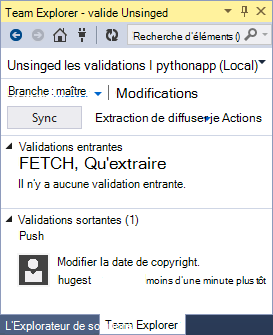 Team Explorer - valide Unsinged
Recherche d'éléments ()
Unsinged les validations | pythonapp (Local)
Branche : maître | Modifications
Sync Extraction de diffuser je Actions
Validations entrantes
FETCH, Qu'extraire
Il n'y a aucune validation entrante.
Validations sortantes (1)
Push
Modifier la date de copyright.
hugest moins d'une minute plus tôt
L'Explorateur de so Team Explorer